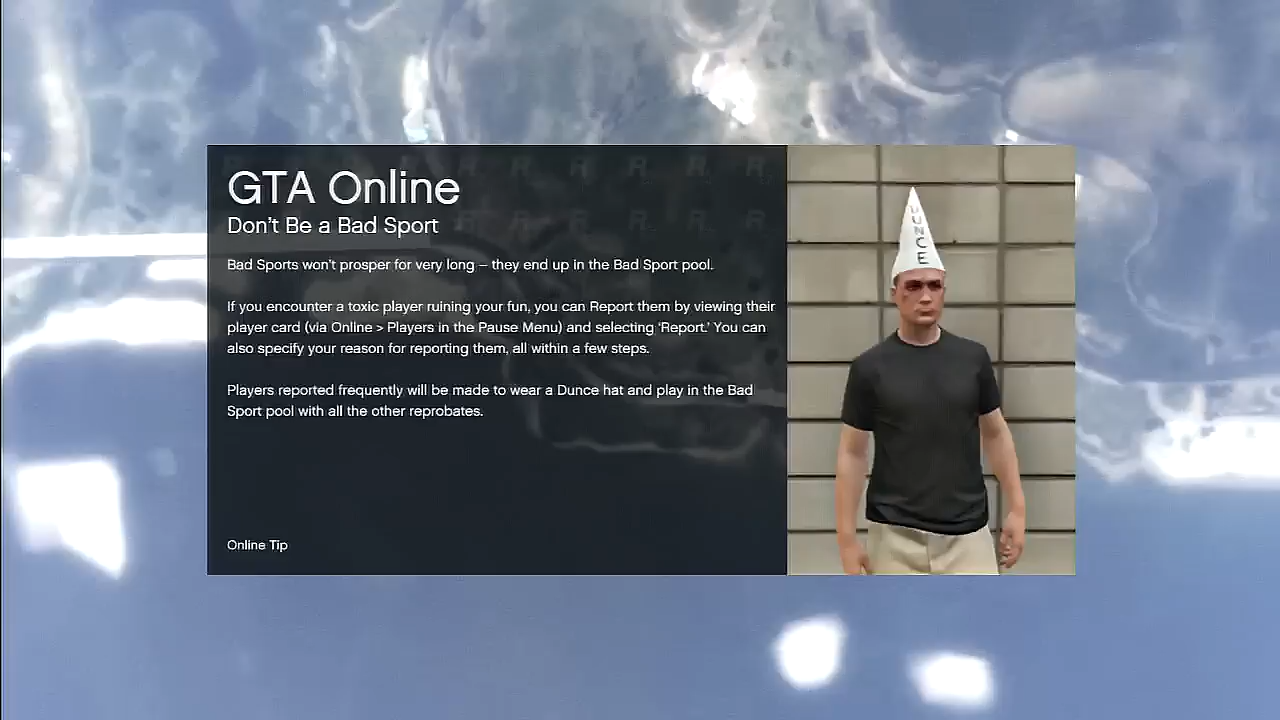 GTA Online
Don't Be a Bad Sport
Bad Sports won't prosper for very long – they end up in the Bad Sport pool.
If you encounter a toxic player ruining your fun, you can Report them by viewing their
player card (via Online > Players in the Pause Menu) and selecting 'Report.' You can
also specify your reason for reporting them, all within a few steps.
Players reported frequently will be made to wear a Dunce hat and play in the Bad
Sport pool with all the other reprobates.
Online Tip
DUNCE